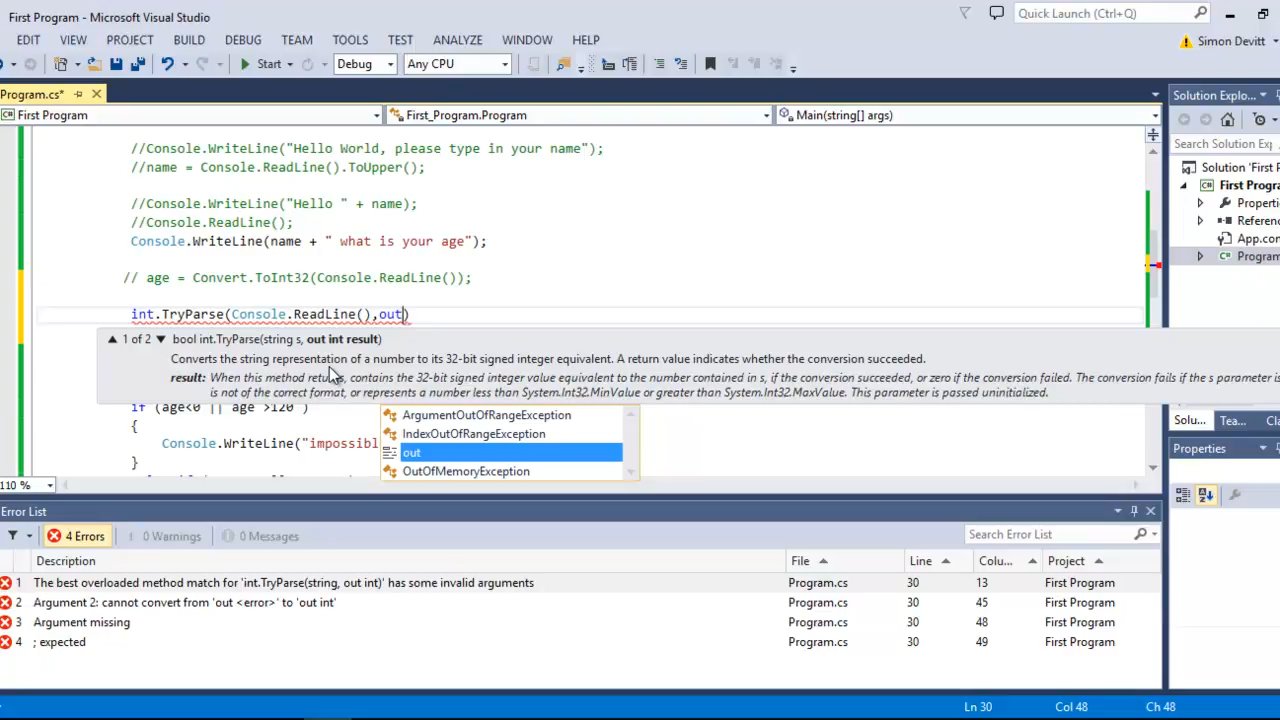 First Program - Microsoft Visual Studio
Quick Launch (Ctrl+Q)
EDIT VIEW PROJECT BUILD DEBUG TEAM TOOLS TEST ANALYZE WINDOW HELP
Simon Devitt
Start Debug Any CPU
Program.cs*
First Program First_Program.Program Main(string[] args)
//Console.WriteLine("Hello World, please type in your name");
//name = Console.ReadLine().ToUpper();
//Console.WriteLine("Hello " + name);
//Console.ReadLine();
Console.WriteLine(name + " what is your age");
// age = Convert.ToInt32(Console.ReadLine());
int.TryParse(Console.ReadLine(),out)
1 of 2 bool int.TryParse(string s, out int result)
Converts the string representation of a number to its 32-bit signed integer equivalent. A return value indicates whether the conversion succeeded.
result: When this method returns, contains the 32-bit signed integer value equivalent to the number contained in s, if the conversion succeeded, or zero if the conversion failed. The conversion fails if the s parameter is
is not of the correct format, or represents a number less than System.Int32.MinValue or greater than System.Int32.MaxValue. This parameter is passed uninitialized.
if (age<0 || age >120 )
{
Console.WriteLine("impossibl
}
ArgumentOutOfRangeException
IndexOutOfRangeException
out
OutOfMemoryException
110 %
Solution Explo...
Search Solution Exp
Solution 'First P
First Progra
Properti
Referenc
App.con
Program
Solu... Tea... Cla
Properties
Error List
4 Errors 0 Warnings 0 Messages
Search Error List
Description File Line Colu... Project
1 The best overloaded method match for 'int.TryParse(string, out int)' has some invalid arguments Program.cs 30 13 First Program
2 Argument 2: cannot convert from 'out <error>' to 'out int' Program.cs 30 45 First Program
3 Argument missing Program.cs 30 48 First Program
4 ; expected Program.cs 30 49 First Program
Ln 30 Col 48 Ch 48